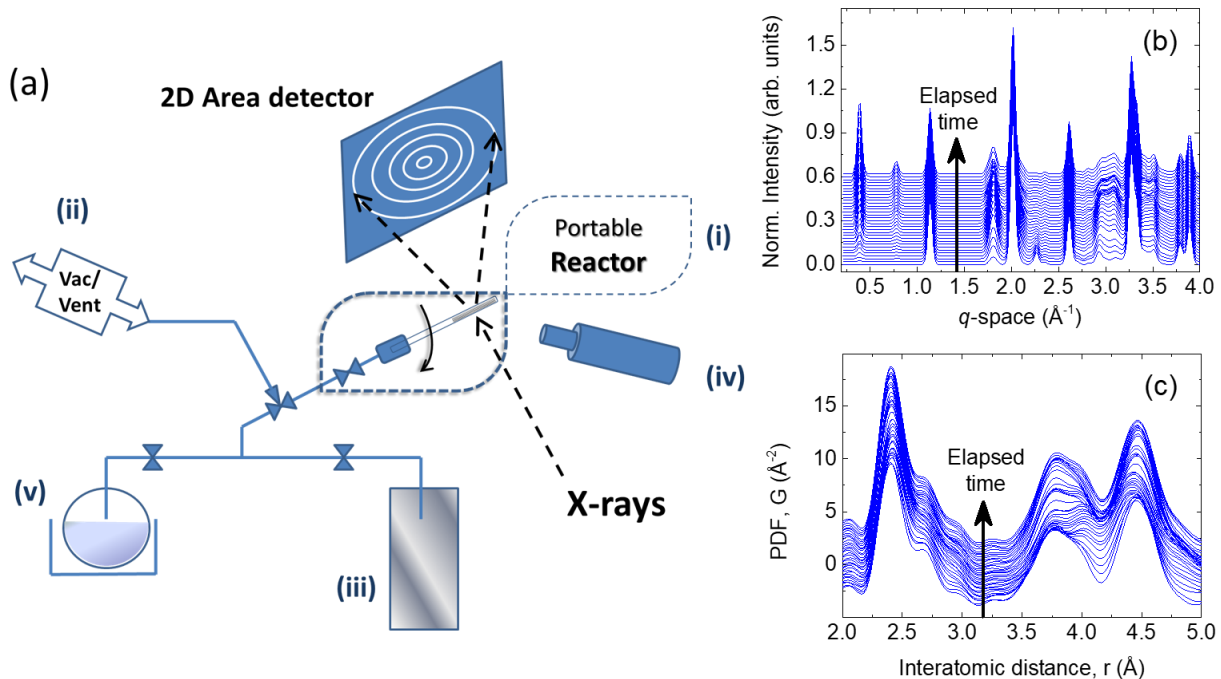 (a)
2D Area detector
(ii)
Vac/
Vent
Portable
Reactor
(i)
(iv)
X-rays
(v)
(iii)
(b)
Norm. Intensity (arb. units)
1.5
1.2
0.9
0.6
0.3
0.0
Elapsed
time
0.5 1.0 1.5 2.0 2.5 3.0 3.5 4.0
q-space (Å⁻¹)
(c)
PDF, G (Å⁻²)
15
10
5
0
Elapsed
time
2.0 2.5 3.0 3.5 4.0 4.5 5.0
Interatomic distance, r (Å)